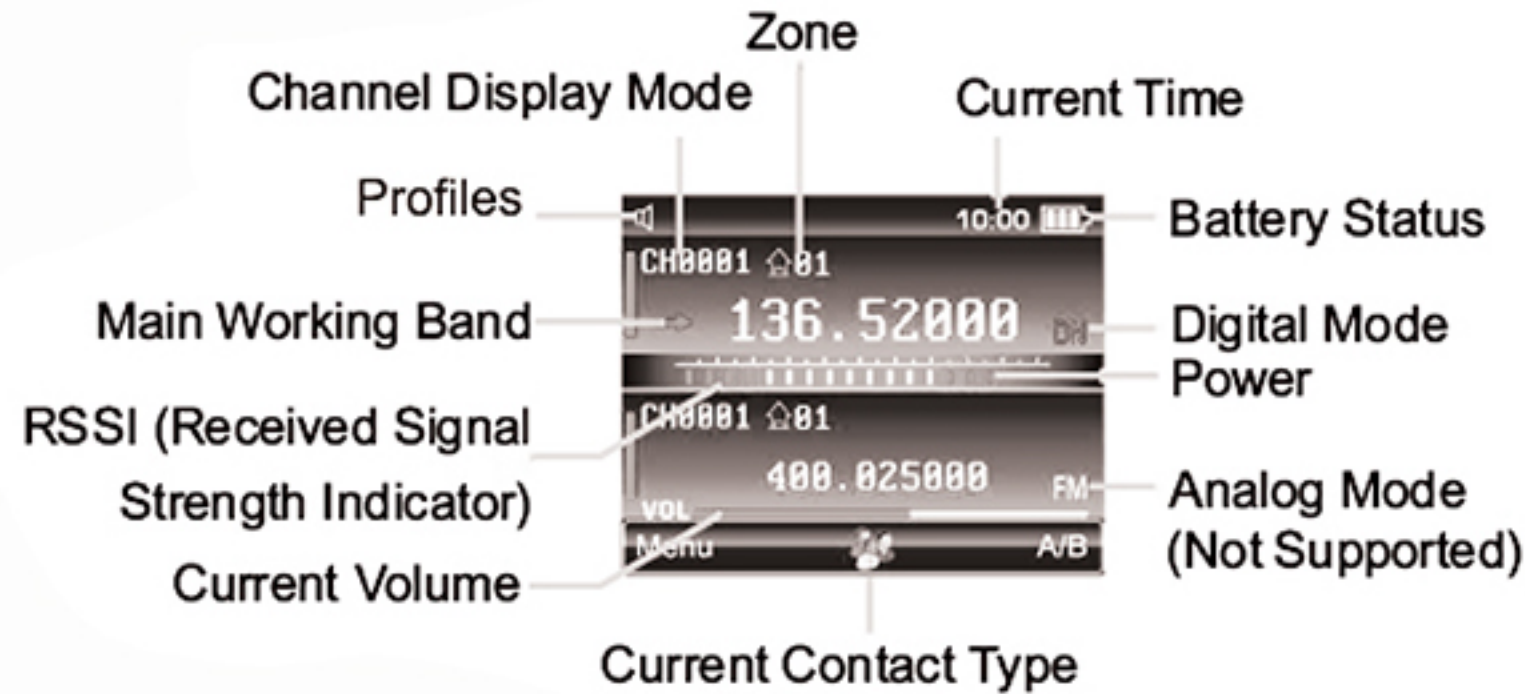 Zone
Channel Display Mode
Current Time
Profiles
10:00
Battery Status
CH0001 01
Main Working Band
136.52000
Digital Mode
Power
RSSI (Received Signal
Strength Indicator)
CH0001 01
400.025000
FM
Analog Mode
(Not Supported)
VOL
Current Volume
Menu
A/B
Current Contact Type